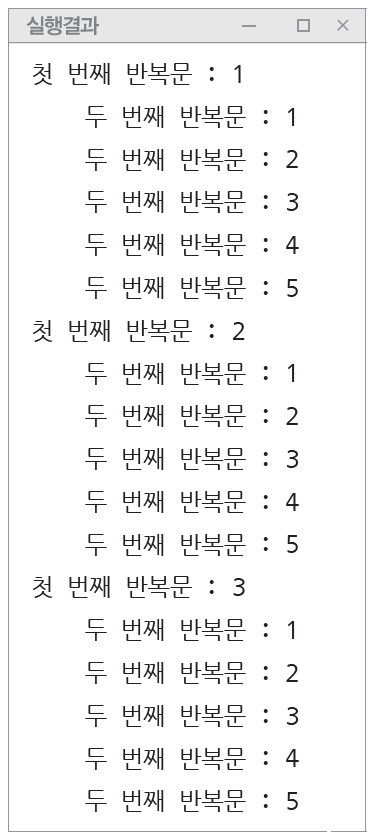 실행결과
첫 번째 반복문 : 1
두 번째 반복문 : 1
두 번째 반복문 : 2
두 번째 반복문 : 3
두 번째 반복문 : 4
두 번째 반복문 : 5
첫 번째 반복문 : 2
두 번째 반복문 : 1
두 번째 반복문 : 2
두 번째 반복문 : 3
두 번째 반복문 : 4
두 번째 반복문 : 5
첫 번째 반복문 : 3
두 번째 반복문 : 1
두 번째 반복문 : 2
두 번째 반복문 : 3
두 번째 반복문 : 4
두 번째 반복문 : 5